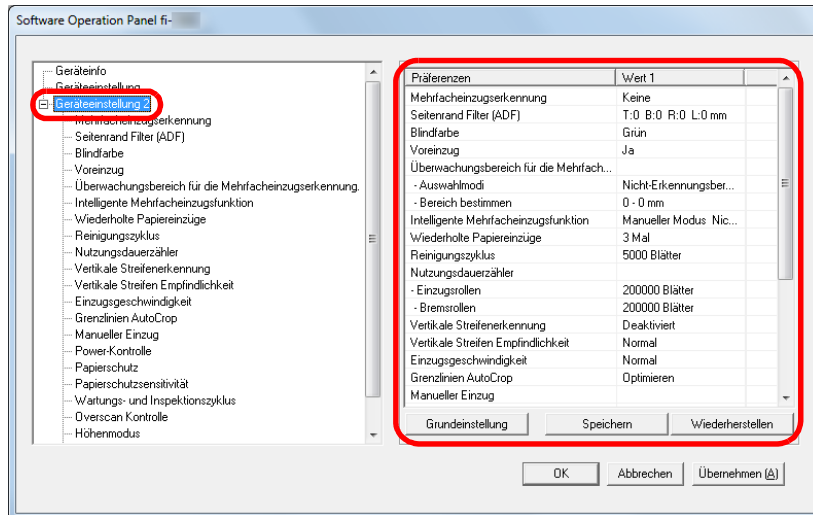 Software Operation Panel fi-
Geräteinfo
Geräteeinstellung
Geräteeinstellung 2
Mehrfacheinzugserkennung
Seitenrand Filter (ADF)
Blindfarbe
Voreinzug
Überwachungsbereich für die Mehrfacheinzugserkennung.
Intelligente Mehrfacheinzugsfunktion
Wiederholte Papiereinzüge
Reinigungszyklus
Nutzungsdauerzähler
Vertikale Streifenerkennung
Vertikale Streifen Empfindlichkeit
Einzugsgeschwindigkeit
Grenzlinien AutoCrop
Manueller Einzug
Power-Kontrolle
Papierschutz
Papierschutzsensitivität
Wartungs- und Inspektionszyklus
Overscan Kontrolle
Höhenmodus
Präferenzen Wert 1
Mehrfacheinzugserkennung Keine
Seitenrand Filter (ADF) T:0 B:0 R:0 L:0 mm
Blindfarbe Grün
Voreinzug Ja
Überwachungsbereich für die Mehrfach...
- Auswahlmodi Nicht-Erkennungsber...
- Bereich bestimmen 0 - 0 mm
Intelligente Mehrfacheinzugsfunktion Manueller Modus Nic...
Wiederholte Papiereinzüge 3 Mal
Reinigungszyklus 5000 Blätter
Nutzungsdauerzähler
- Einzugsrollen 200000 Blätter
- Bremsrollen 200000 Blätter
Vertikale Streifenerkennung Deaktiviert
Vertikale Streifen Empfindlichkeit Normal
Einzugsgeschwindigkeit Normal
Grenzlinien AutoCrop Optimieren
Manueller Einzug
Grundeinstellung Speichern Wiederherstellen
OK Abbrechen Übernehmen (A)